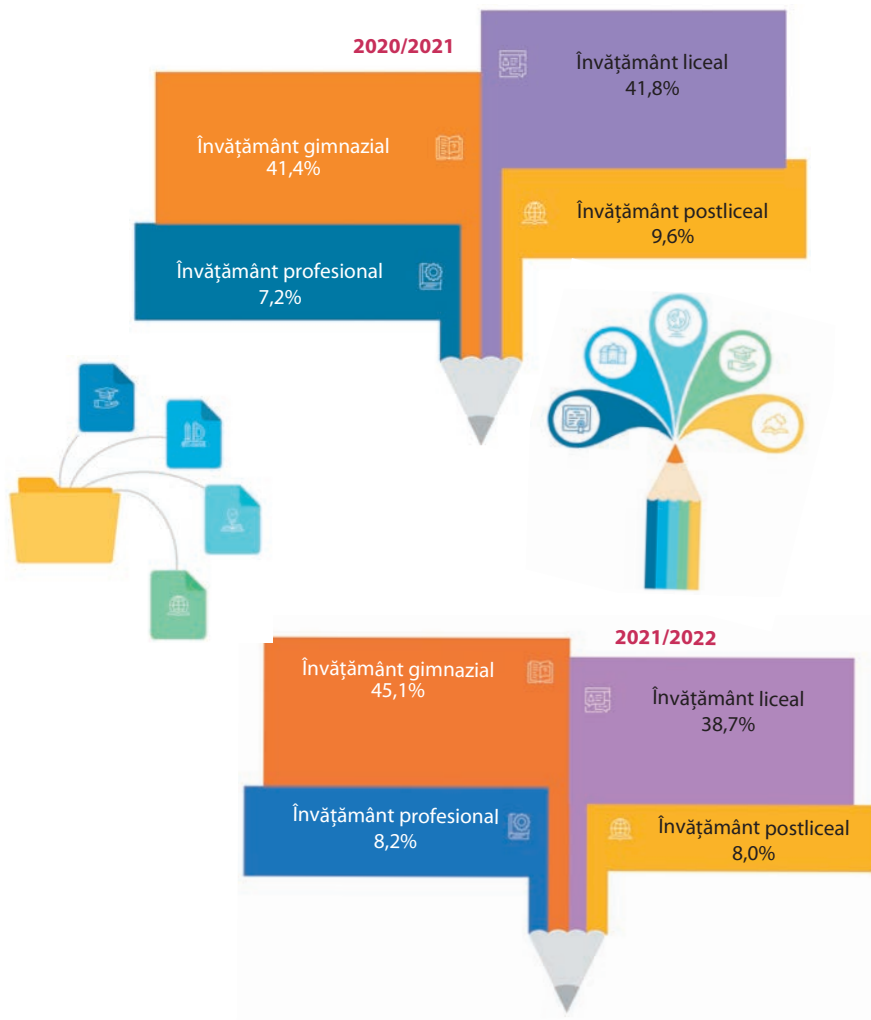 2020/2021
Învățământ liceal
41,8%
Învățământ gimnazial
41,4%
Învățământ postliceal
9,6%
Învățământ profesional
7,2%
2021/2022
Învățământ gimnazial
45,1%
Învățământ liceal
38,7%
Învățământ profesional
8,2%
Învățământ postliceal
8,0%